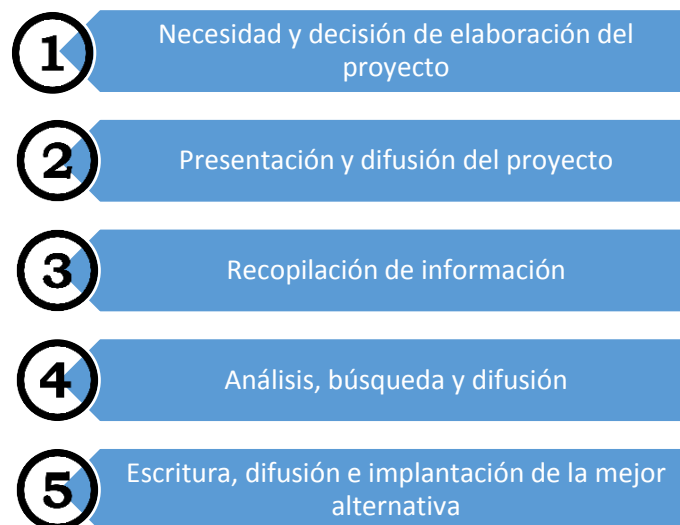 1
Necesidad y decisión de elaboración del
proyecto
2
Presentación y difusión del proyecto
3
Recopilación de información
4
Análisis, búsqueda y difusión
5
Escritura, difusión e implantación de la mejor
alternativa